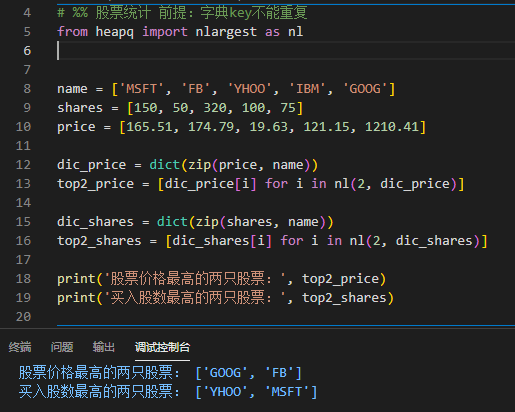 4 # %% 股票统计 前提：字典key不能重复
5 from heapq import nlargest as nl
6
7
8 name = ['MSFT', 'FB', 'YHOO', 'IBM', 'GOOG']
9 shares = [150, 50, 320, 100, 75]
10 price = [165.51, 174.79, 19.63, 121.15, 1210.41]
11
12 dic_price = dict(zip(price, name))
13 top2_price = [dic_price[i] for i in nl(2, dic_price)]
14
15 dic_shares = dict(zip(shares, name))
16 top2_shares = [dic_shares[i] for i in nl(2, dic_shares)]
17
18 print('股票价格最高的两只股票：', top2_price)
19 print('买入股数最高的两只股票：', top2_shares)
20
终端 问题 输出 调试控制台
股票价格最高的两只股票： ['GOOG', 'FB']
买入股数最高的两只股票： ['YHOO', 'MSFT']